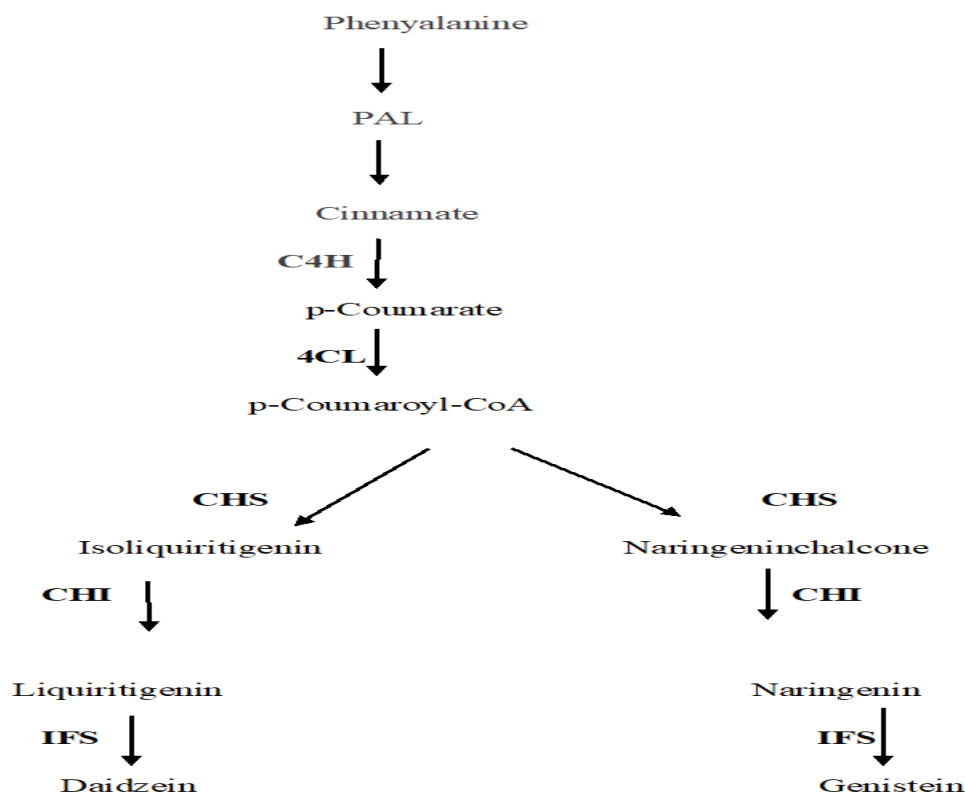 Phenyalanine
PAL
Cinnamate
C4H
p-Coumarate
4CL
p-Coumaroyl-CoA
CHS CHS
Isoliquiritigenin Naringeninchalcone
CHI CHI
Liquiritigenin Naringenin
IFS IFS
Daidzein Genistein